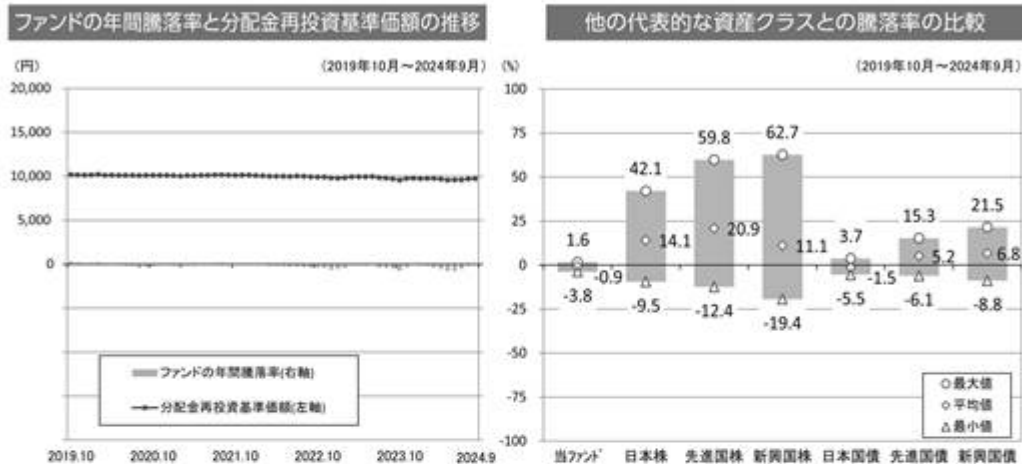 ファンドの年間騰落率と分配金再投資基準価額の推移
(円)
(2019年10月～2024年9月)
20,000
15,000
10,000
5,000
0
ファンドの年間騰落率(右軸)
分配金再投資基準価額(左軸)
2019.10 2020.10 2021.10 2022.10 2023.10 2024.9
他の代表的な資産クラスとの騰落率の比較
(%)
(2019年10月～2024年9月)
100
75
50
25
0
-25
-50
-75
-100
1.6 42.1 59.8 62.7 3.7 15.3 21.5
-0.9 14.1 20.9 11.1 -1.5 5.2 6.8
-3.8 -9.5 -12.4 -19.4 -5.5 -6.1 -8.8
最大値
平均値
最小値
当ファンド 日本株 先進国株 新興国株 日本国債 先進国債 新興国債